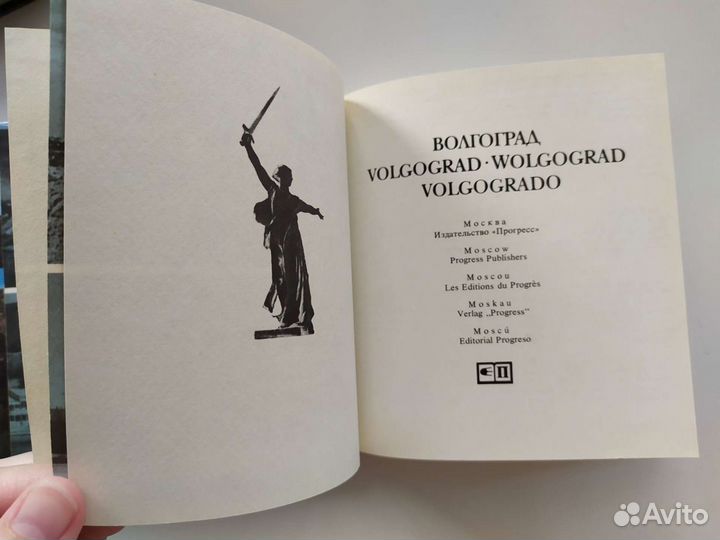 ВОЛГОГРАД
VOLGOGRAD · WOLGOGRAD
VOLGOGRADO
Москва
Издательство «Прогресс»
Moscow
Progress Publishers
Moscou
Les Editions du Progrès
Moskau
Verlag „Progress"
Moscú
Editorial Progreso
П
Avito